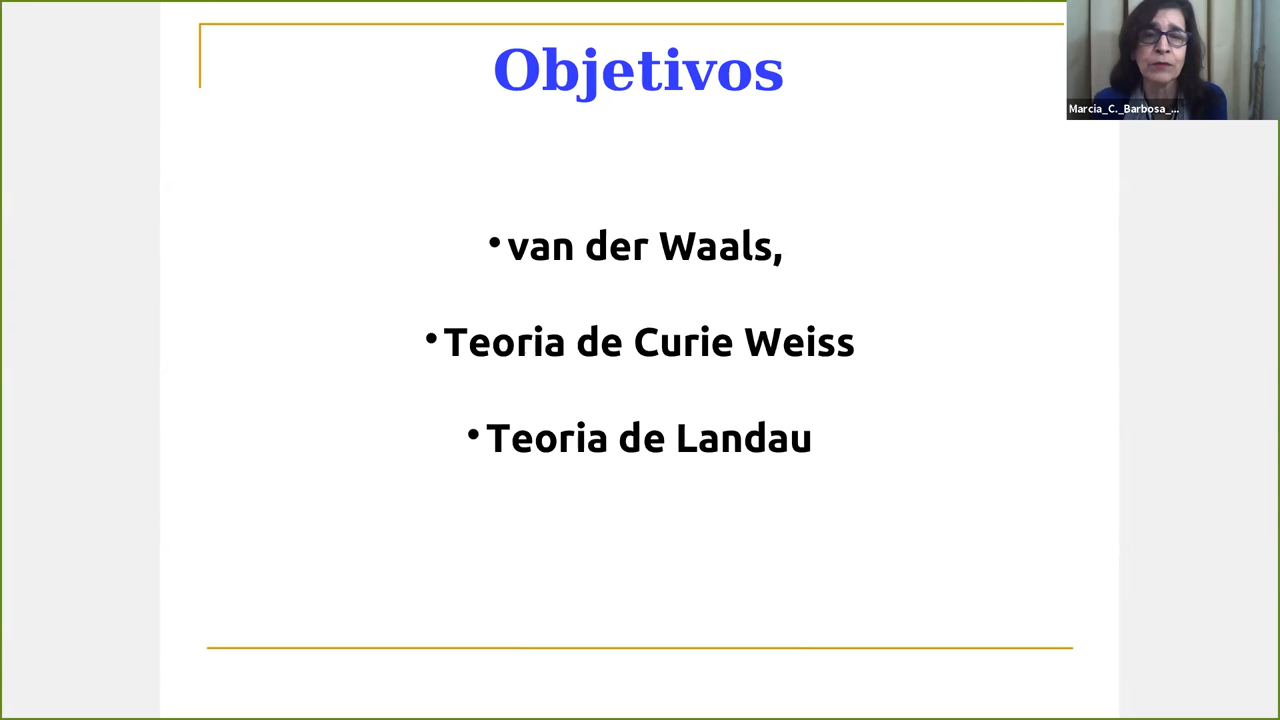 Objetivos
Marcia_C._Barbosa_...
• van der Waals,
• Teoria de Curie Weiss
• Teoria de Landau